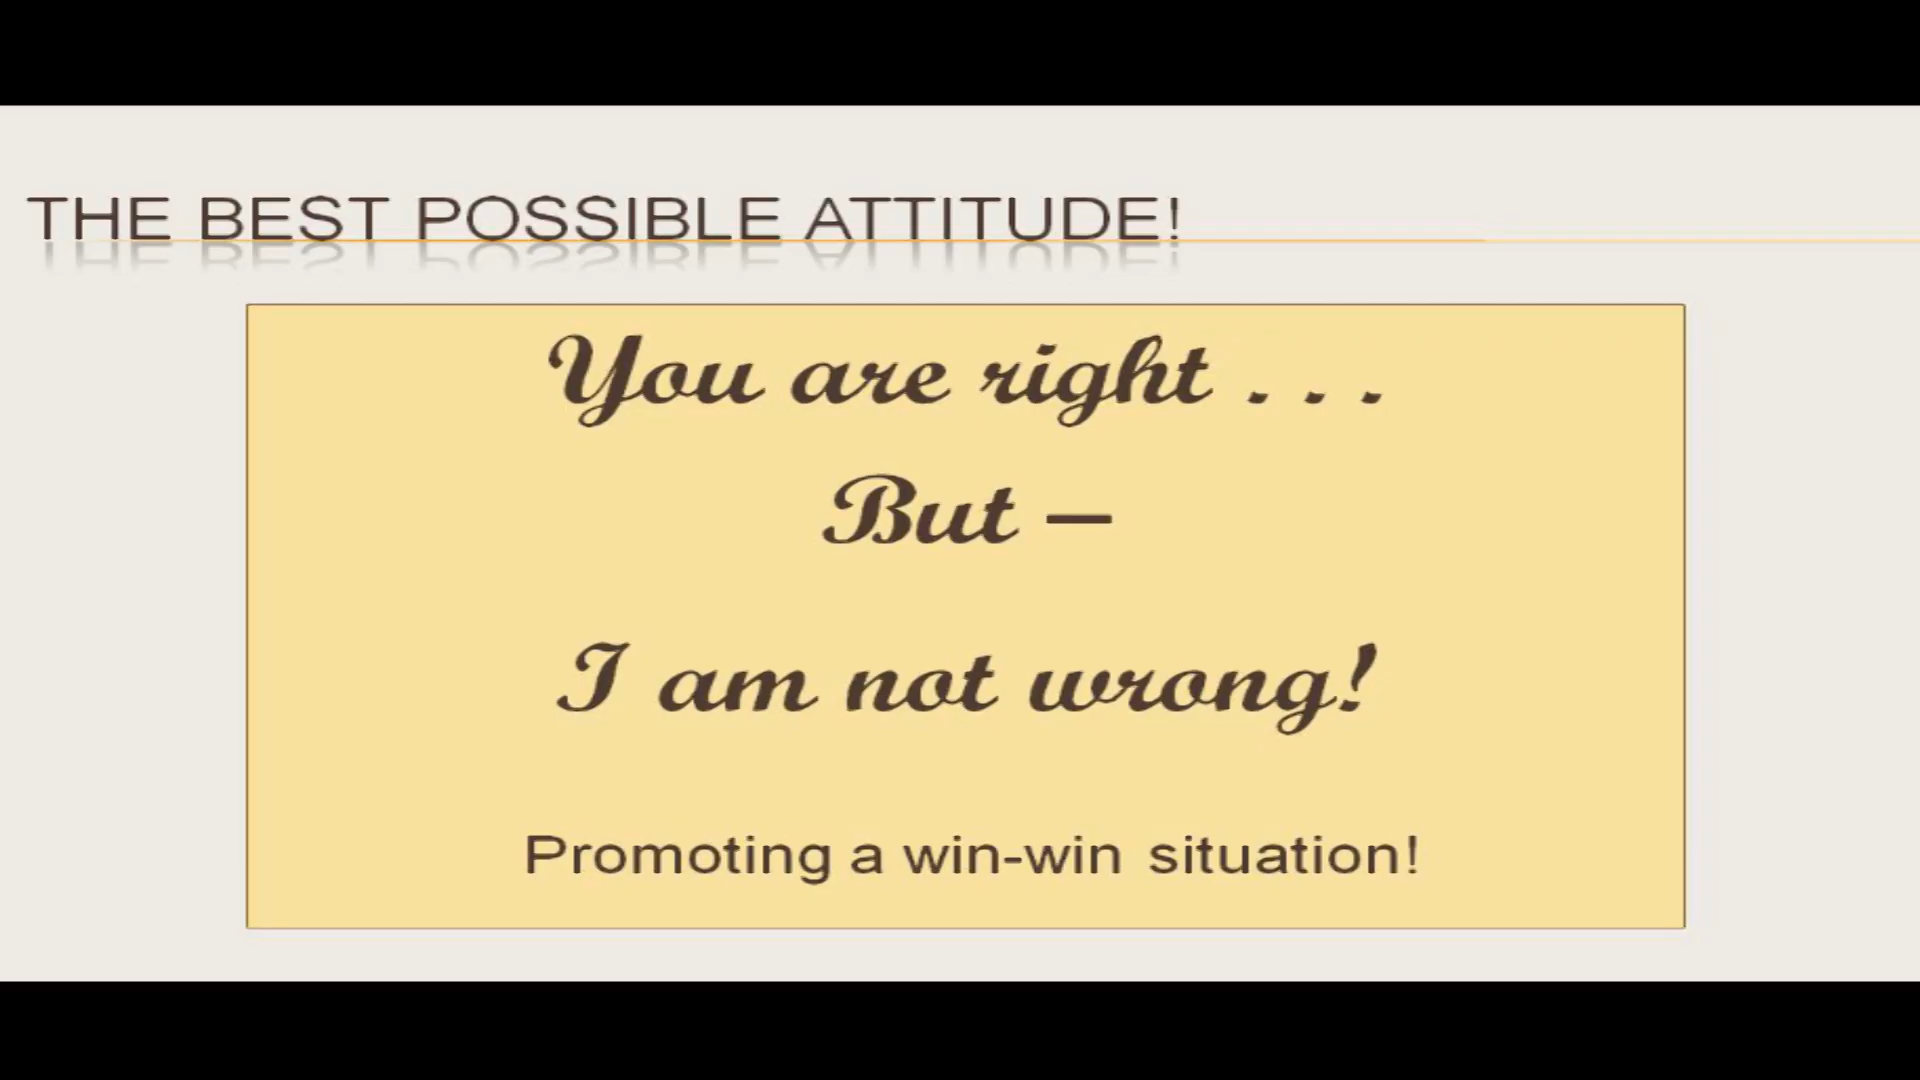 THE BEST POSSIBLE ATTITUDE!
You are right . . .
But –
I am not wrong!
Promoting a win-win situation!